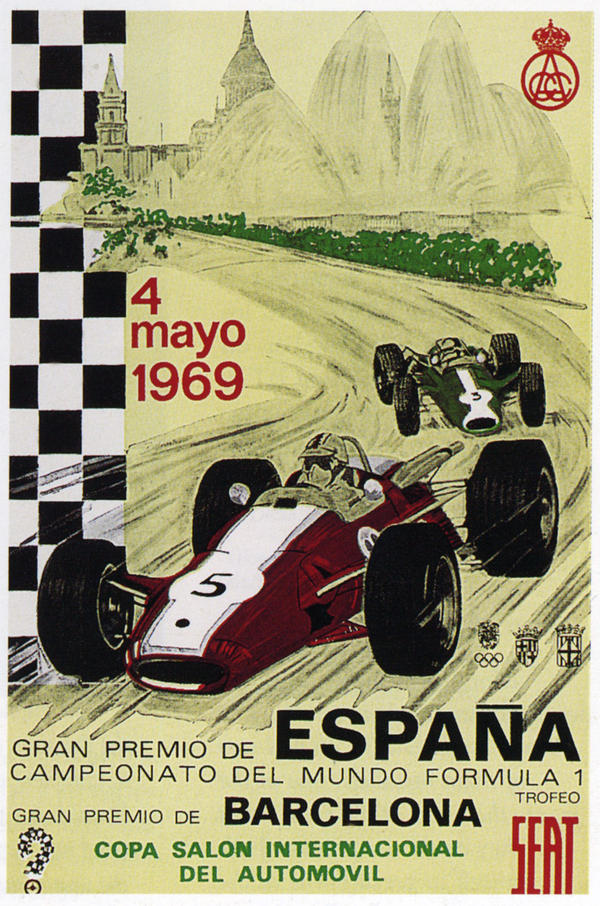 4
mayo
1969
5
5
GRAN PREMIO DE ESPAÑA
CAMPEONATO DEL MUNDO FORMULA 1
TROFEO
GRAN PREMIO DE BARCELONA
SEAT
COPA SALON INTERNACIONAL
DEL AUTOMOVIL